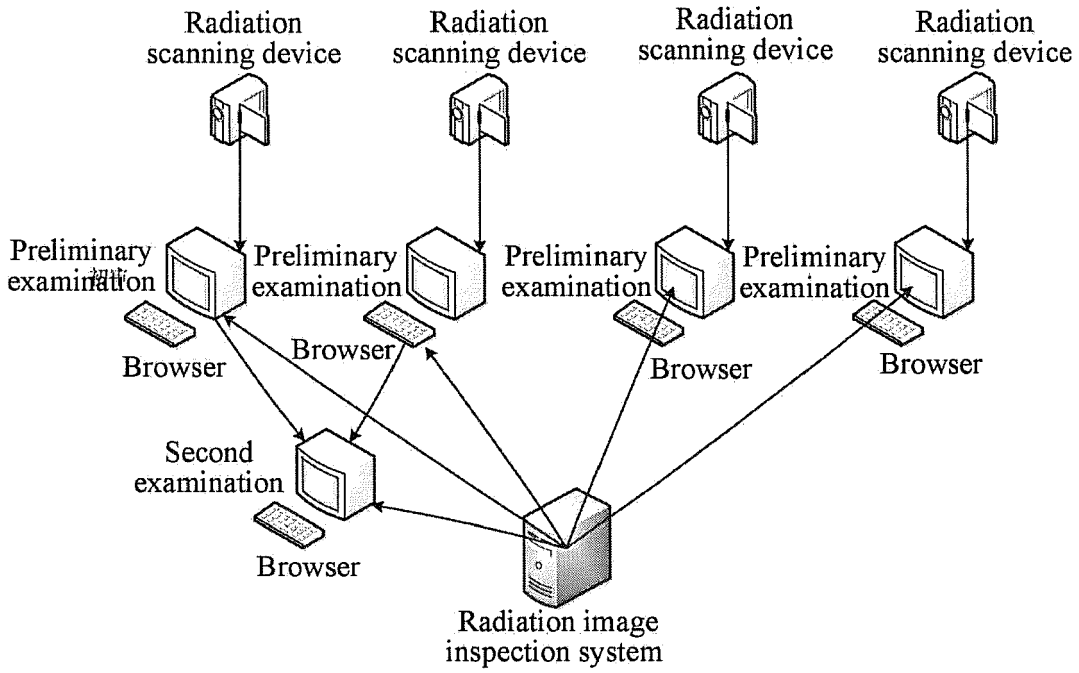 Radiation
scanning device
Radiation
scanning device
Radiation
scanning device
Radiation
scanning device
Preliminary
examination
Preliminary
examination
Preliminary
examination
Preliminary
examination
Browser
Browser
Browser
Browser
Second
examination
Browser
Radiation image
inspection system